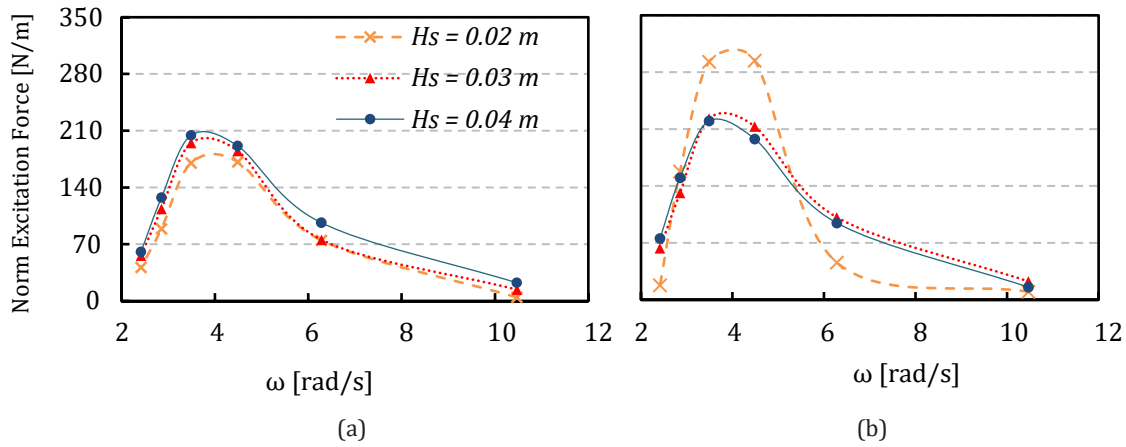 Norm Excitation Force [N/m]
350
280
210
140
70
0
Hs = 0.02 m
Hs = 0.03 m
Hs = 0.04 m
2 4 6 8 10 12
ω [rad/s]
(a)
2 4 6 8 10 12
ω [rad/s]
(b)